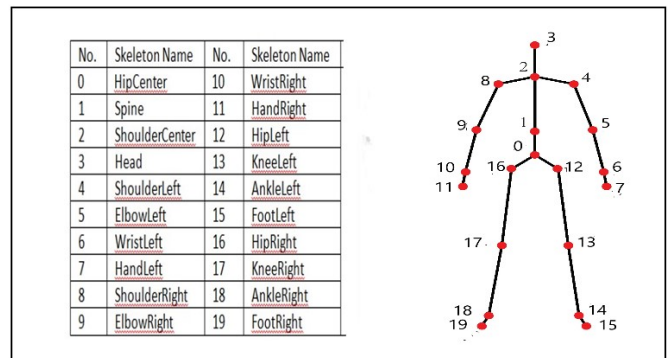 No. Skeleton Name No. Skeleton Name
0 HipCenter 10 WristRight
1 Spine 11 HandRight
2 ShoulderCenter 12 HipLeft
3 Head 13 KneeLeft
4 ShoulderLeft 14 AnkleLeft
5 ElbowLeft 15 FootLeft
6 WristLeft 16 HipRight
7 HandLeft 17 KneeRight
8 ShoulderRight 18 AnkleRight
9 ElbowRight 19 FootRight
3
2
8 4
9 1 5
0
10 16 12 6
11 7
17 13
18 14
19 15